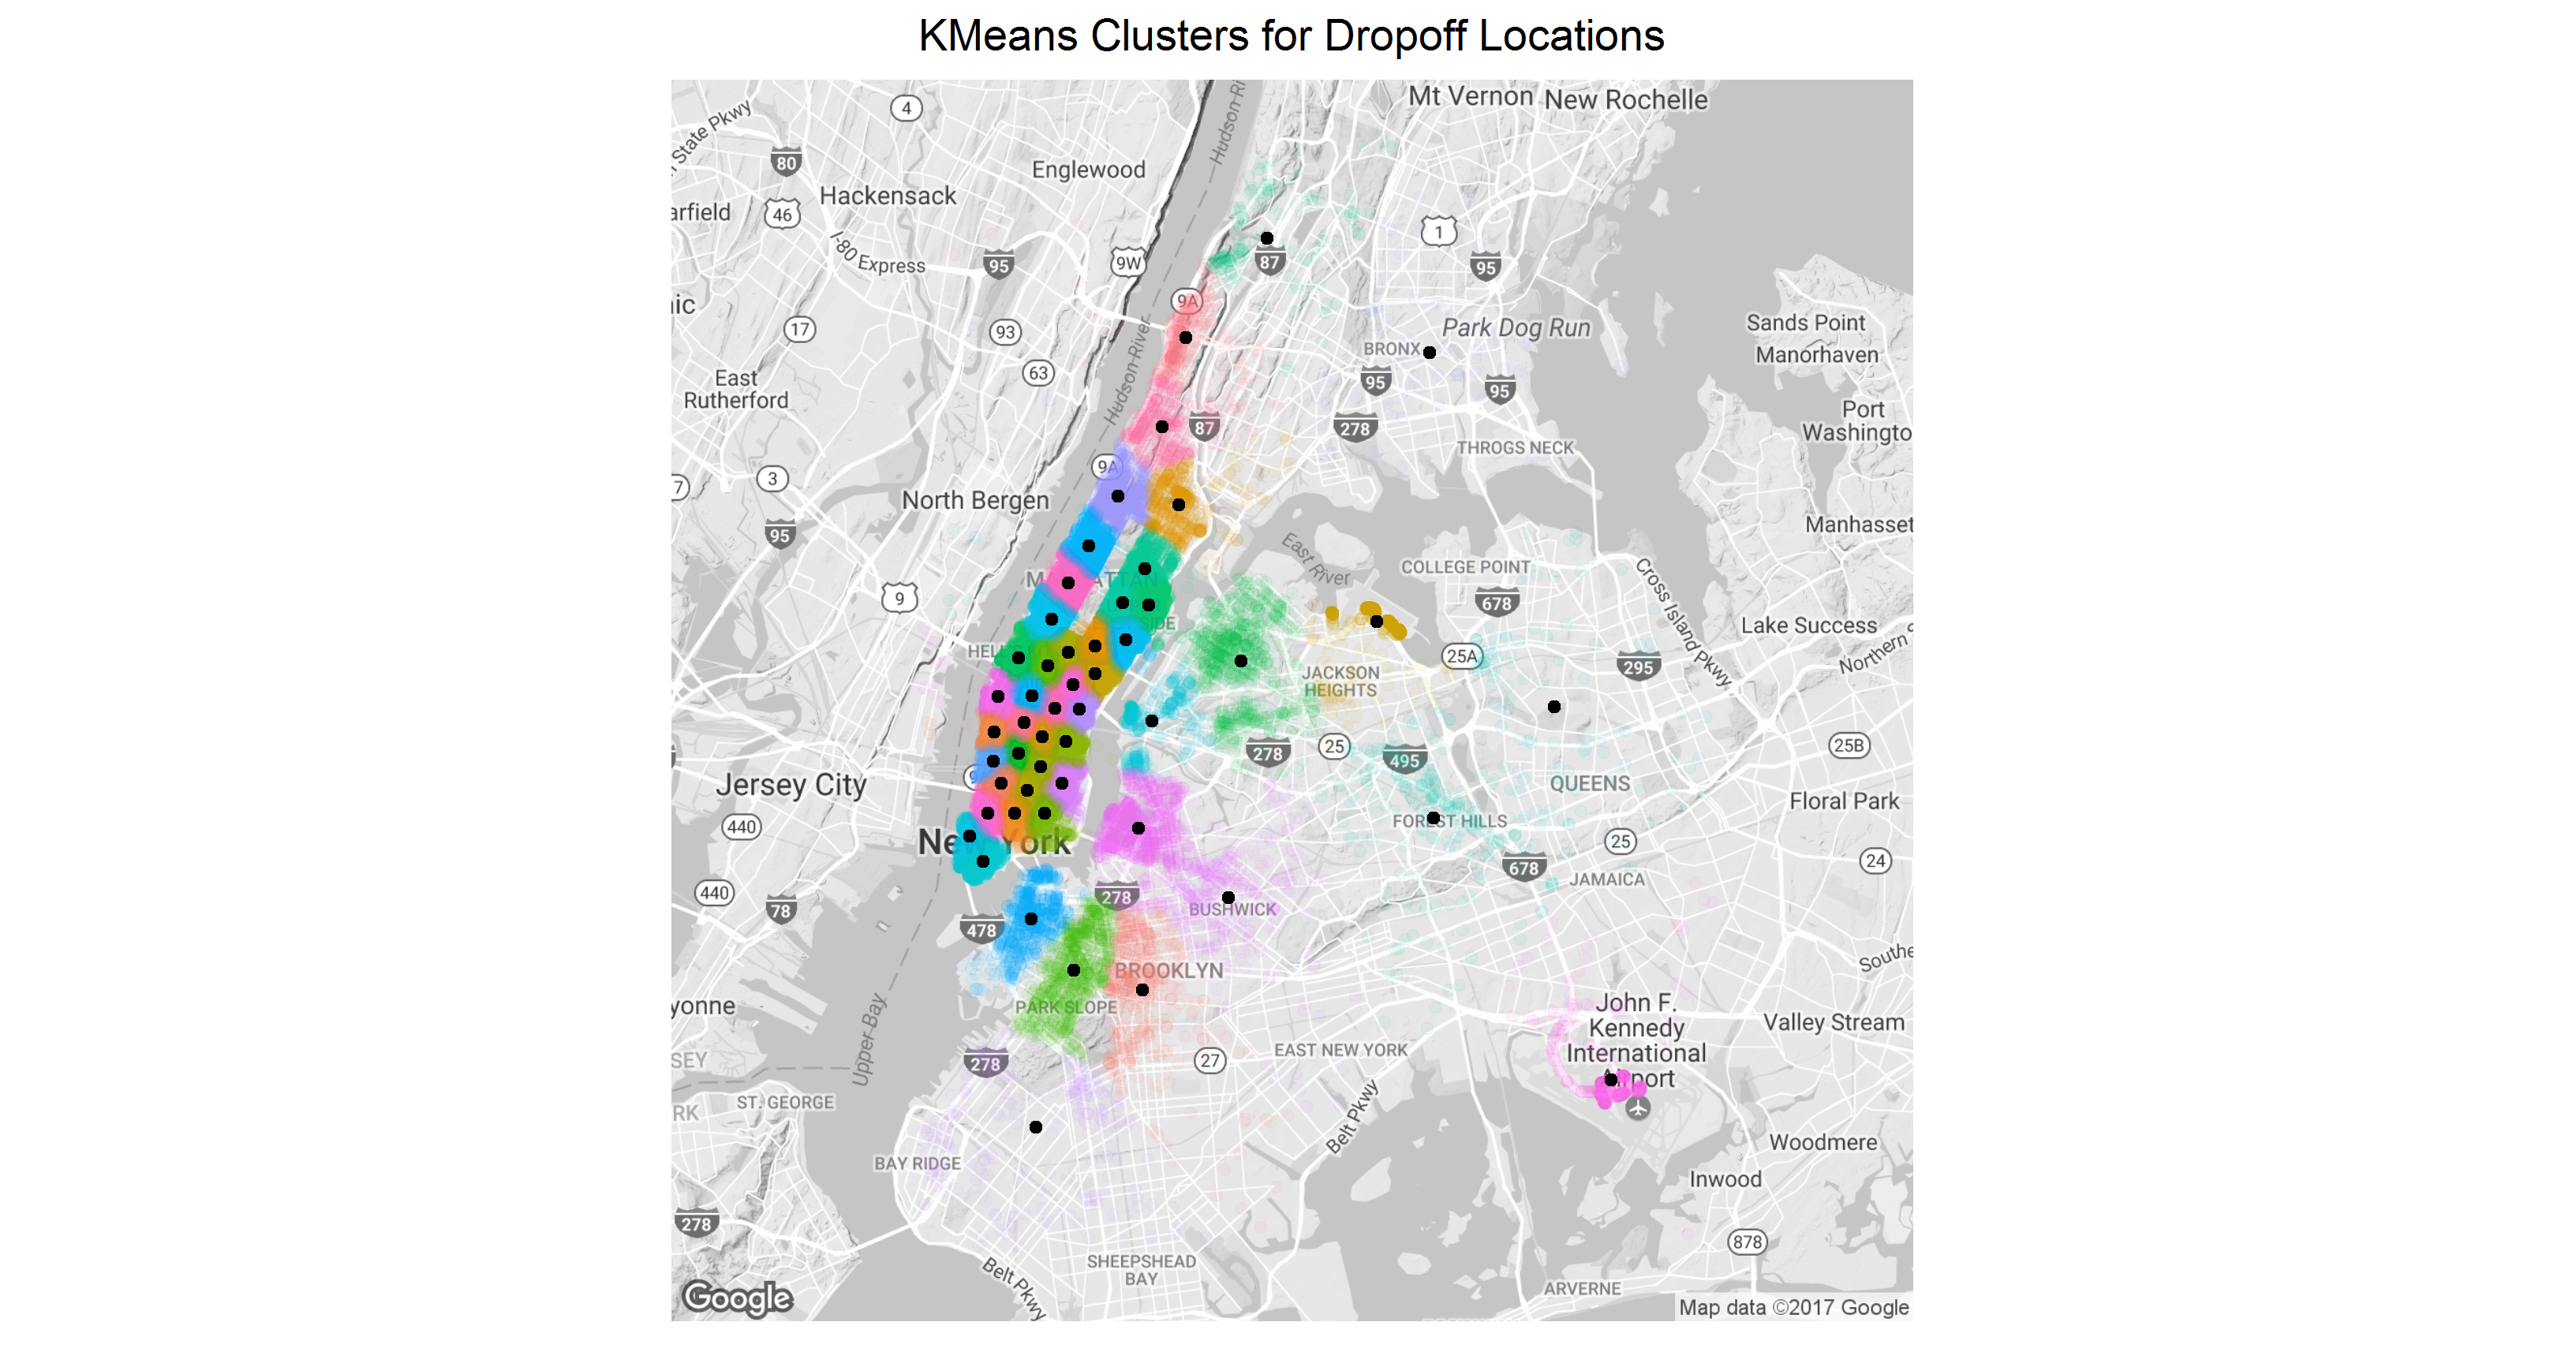 KMeans Clusters for Dropoff Locations
Mt Vernon
New Rochelle
4
State Pkwy
Hudson Ri
80
Englewood
Hackensack
arfield
46
1
I-80 Express
95
9W
87
95
9A
ic
17
93
Hudson River
Park Dog Run
Sands Point
BRONX
Manorhaven
63
95
95
East
Rutherford
Port
Washingto
87
278
THROGS NECK
9A
7
3
North Bergen
95
East River
Manhasset
COLLEGE POINT
MANHATTAN
9
678
Cross Island Pkwy
Lake Success
Northern
HEL
IDE
25A
295
JACKSON
HEIGHTS
278
25
495
25B
Jersey City
9
QUEENS
Floral Park
440
FOREST HILLS
25
New York
24
678
JAMAICA
440
78
278
BUSHWICK
478
BROOKLYN
Southe
yonne
PARK SLOPE
Upper Bay
John F.
Kennedy
International
Airport
Valley Stream
SEY
278
27
EAST NEW YORK
RK
ST. GEORGE
Belt Pkwy
BAY RIDGE
Woodmere
Inwood
278
878
SHEEPSHEAD
BAY
Belt Pkwy
ARVERNE
Google
Map data ©2017 Google